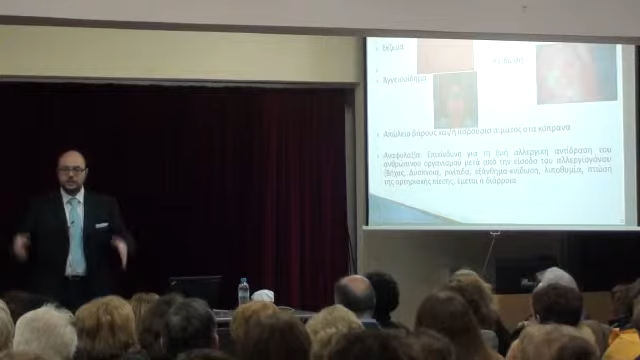 • Έκζεμα
• Αγγειοοίδημα
• Απώλεια βάρους και/ή παρουσία αίματος στα κόπρανα
• Αναφυλαξία: Επικίνδυνη για τη ζωή αλλεργική αντίδραση του
ανθρώπινου οργανισμού μετά από την είσοδο του αλλεργιογόνου
(Βήχας, Δύσπνοια, ρινίτιδα, εξάνθημα-κνίδωση, λιποθυμία, πτώση
της αρτηριακής πίεσης, έμετοι ή διάρροια